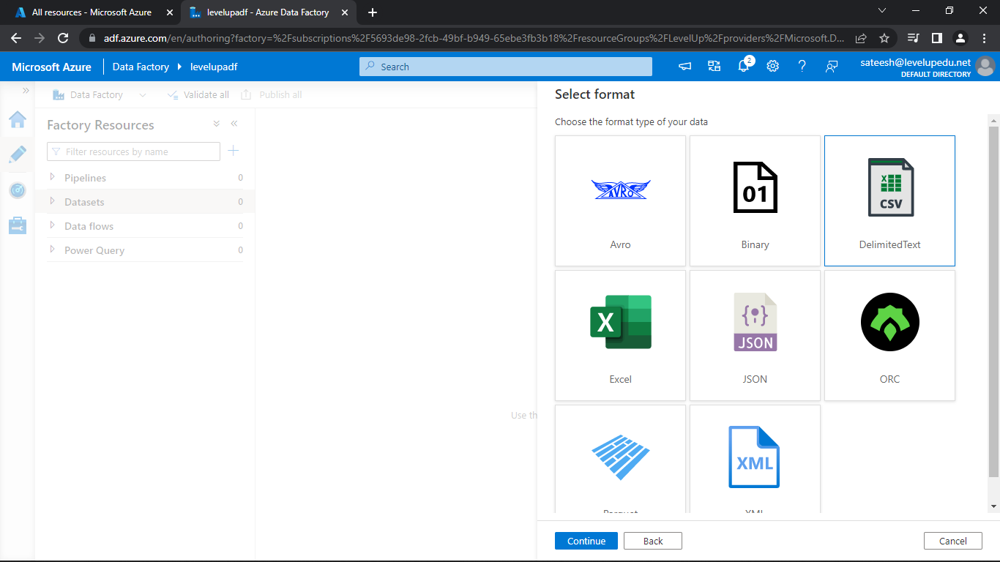 All resources - Microsoft Azure
levelupadf - Azure Data Factory
adf.azure.com/en/authoring?factory=%2Fsubscriptions%2F5693de98-2fcb-49bf-b949-65ebe3fb3b18%2FresourceGroups%2FLevelUp%2Fproviders%2FMicrosoft.D...
Microsoft Azure
Data Factory
levelupadf
Search
2
sateesh@levelupedu.net
DEFAULT DIRECTORY
Data Factory
Validate all
Publish all
Factory Resources
Filter resources by name
Pipelines 0
Datasets 0
Data flows 0
Power Query 0
Use th
Select format
Choose the format type of your data
AVRO
01
X
CSV
Avro
Binary
DelimitedText
X
{ }
JSON
Excel
JSON
ORC
XML
Parquet
XML
Continue
Back
Cancel